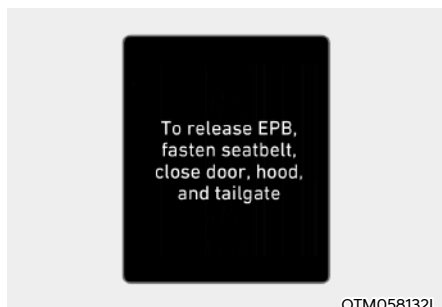 To release EPB,
fasten seatbelt,
close door, hood,
and tailgate
OTM058132L